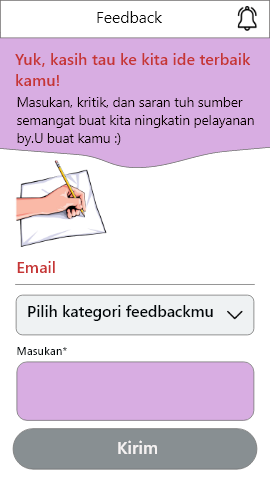 Feedback
Yuk, kasih tau ke kita ide terbaik
kamu!
Masukan, kritik, dan saran tuh sumber
semangat buat kita ningkatin pelayanan
by.U buat kamu :)
Email
Pilih kategori feedbackmu
Masukan*
Kirim